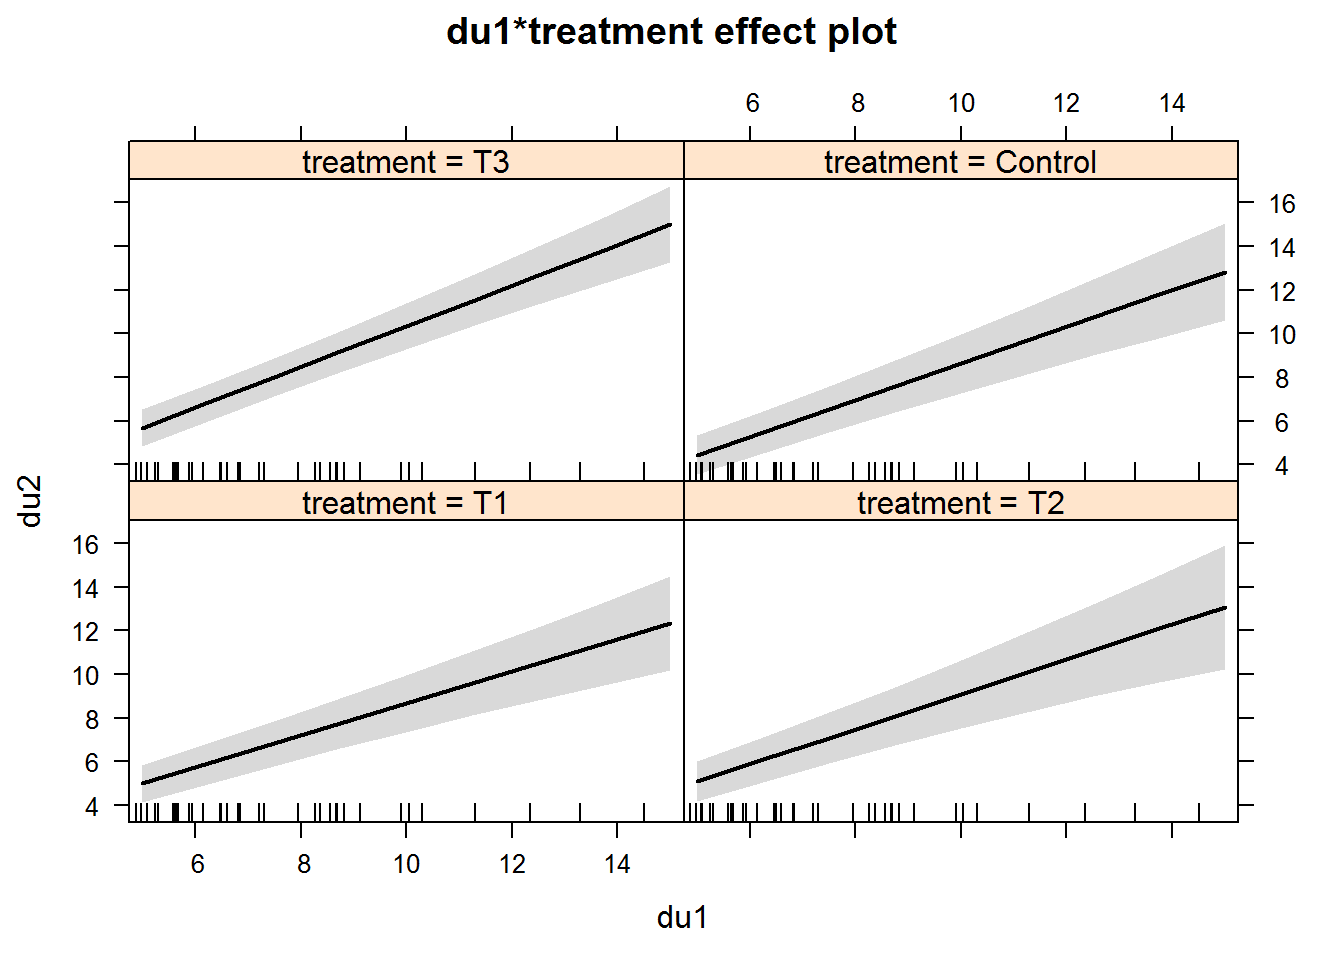 du1*treatment effect plot
6 8 10 12 14
treatment = T3 treatment = Control
16
14
12
10
8
6
4
treatment = T1 treatment = T2
16
14
12
10
8
6
4
du2
6 8 10 12 14
du1